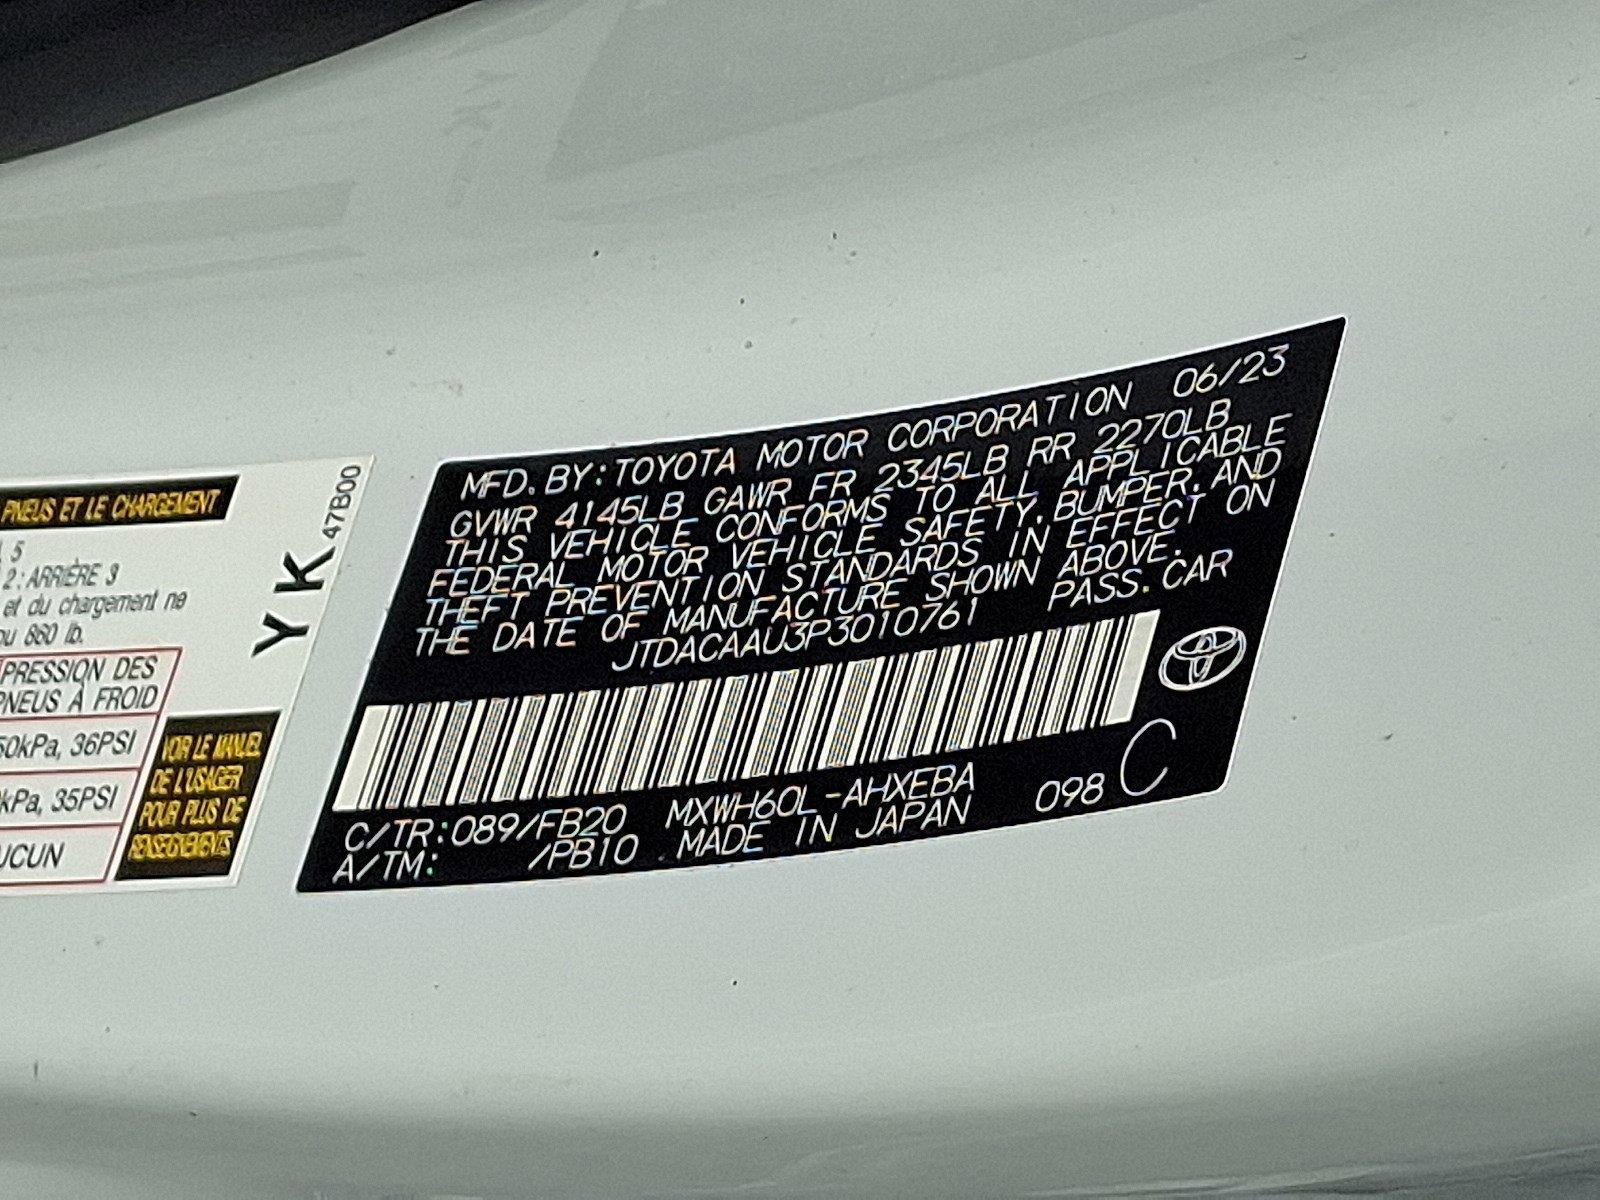 PNEUS ET LE CHARGEMENT
5
2 : ARRIÈRE 3
et du chargement ne
660 lb.
PRESSION DES
PNEUS À FROID
36PSI
kPa, 35PSI
VOIR LE MANUEL
DE L'USAGER
POUR PLUS DE
RENSEIGNEMENTS
YK 47B00
MFD. BY: TOYOTA MOTOR CORPORATION 06/23
GVWR 4145LB GAWR FR 2345LB RR 2270LB
THIS VEHICLE CONFORMS TO ALL APPLICABLE
FEDERAL MOTOR VEHICLE SAFETY, BUMPER, AND
THEFT PREVENTION STANDARDS IN EFFECT ON
THE DATE OF MANUFACTURE SHOWN ABOVE.
JTDACAAU3P3010761 PASS. CAR
C/TR: 089/FB20 MXWH60L-AHXEBA 098 C
A/TM: /PB10 MADE IN JAPAN